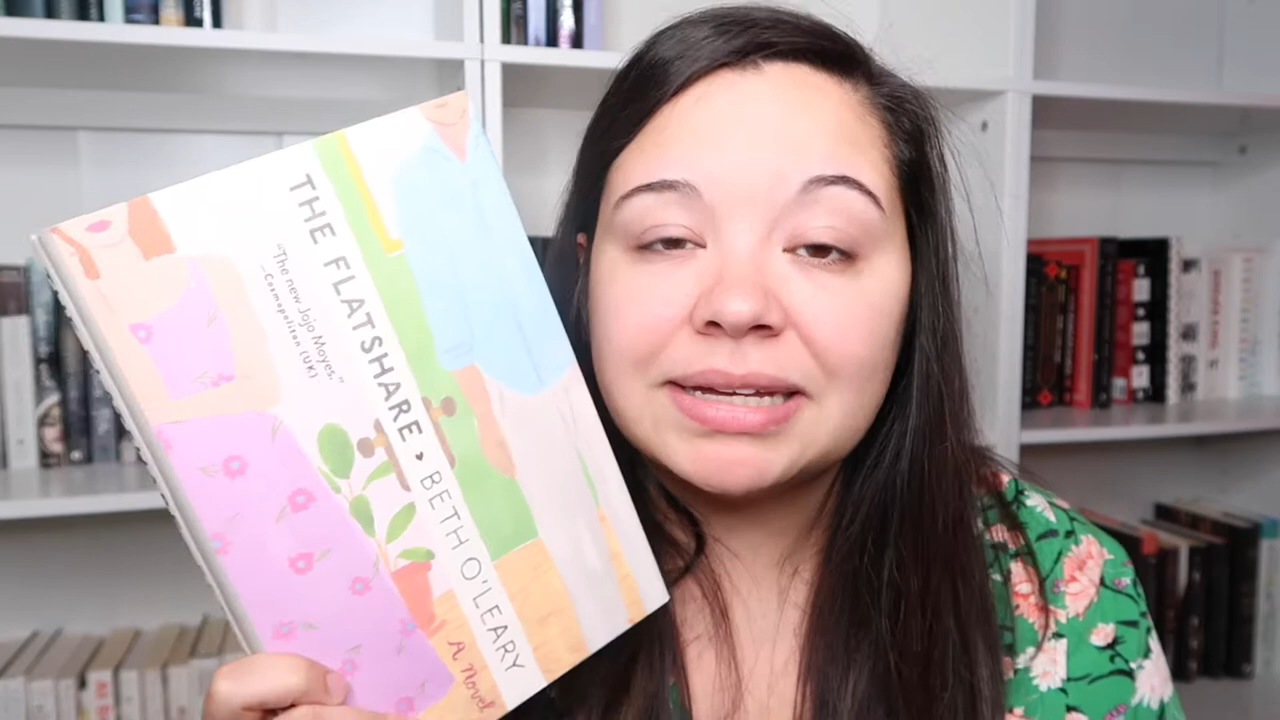 THE FLATSHARE • BETH O'LEARY
"The new Jojo Moyes."
—Cosmopolitan (UK)
A Novel